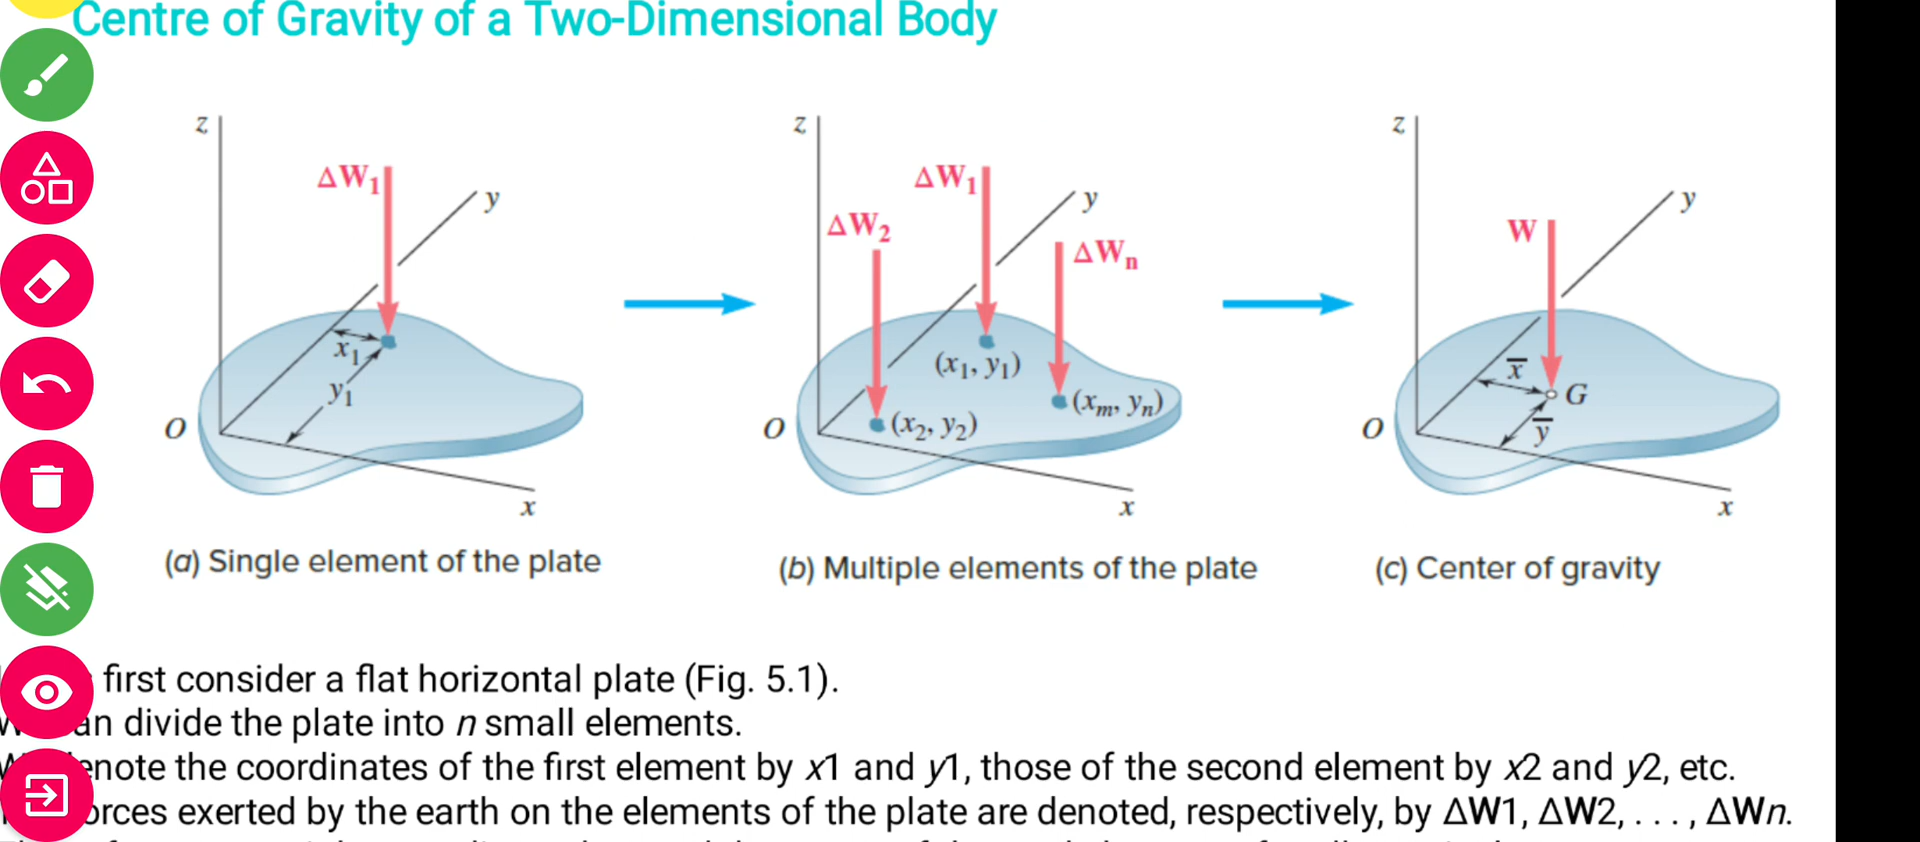 Centre of Gravity of a Two-Dimensional Body
z
ΔW1
y
x1
y1
O
x
z
ΔW1
y
ΔW2
ΔWn
(x1, y1)
(xm, yn)
(x2, y2)
O
x
z
y
W
x̅
G
y̅
O
x
(a) Single element of the plate
(b) Multiple elements of the plate
(c) Center of gravity
first consider a flat horizontal plate (Fig. 5.1).
divide the plate into n small elements.
the coordinates of the first element by x1 and y1, those of the second element by x2 and y2, etc.
exerted by the earth on the elements of the plate are denoted, respectively, by ΔW1, ΔW2, . . . , ΔWn.